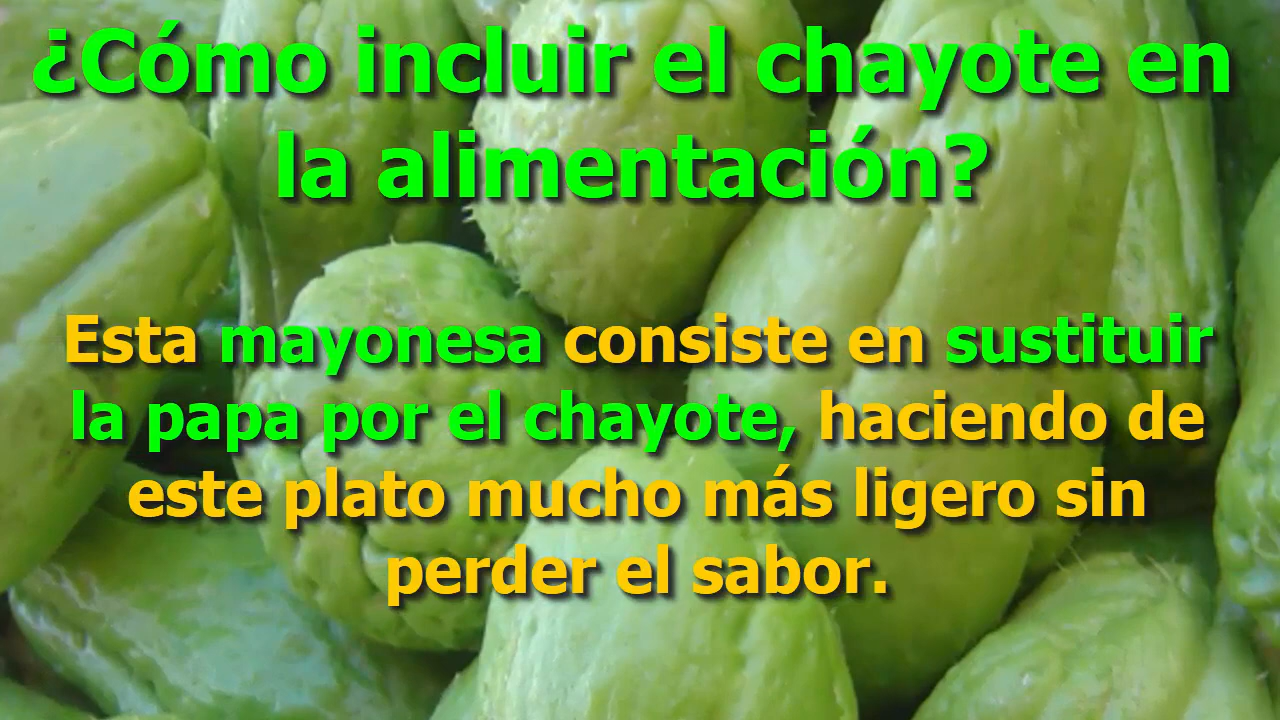 ¿Cómo incluir el chayote en
la alimentación?
Esta mayonesa consiste en sustituir
la papa por el chayote, haciendo de
este plato mucho más ligero sin
perder el sabor.